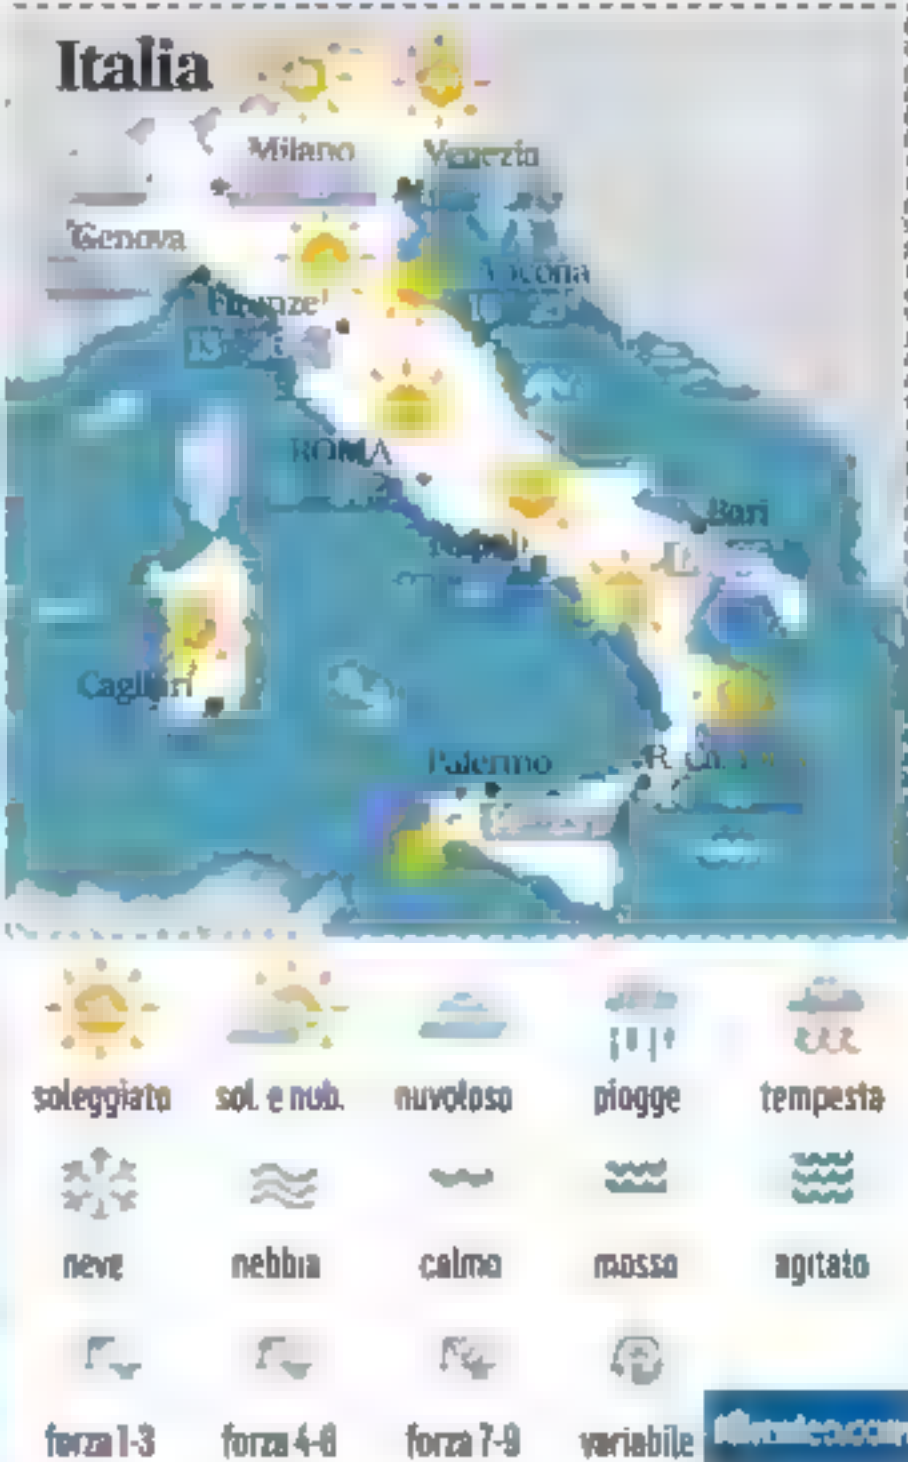 Italia
Milano
Venezia
Genova
Ancona
Firenze
ROMA
Bari
Napoli
Cagliari
Palermo
soleggiato sol. e nub. nuvoloso piogge tempesta
neve nebbia calmo mosso agitato
forza 1-3 forza 4-6 forza 7-9 variabile